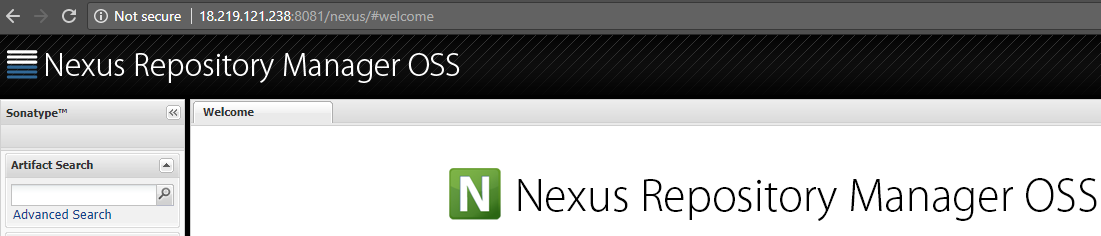 Not secure 18.219.121.238:8081/nexus/#welcome
Nexus Repository Manager OSS
Sonatype™
Welcome
Artifact Search
Advanced Search
N Nexus Repository Manager OSS